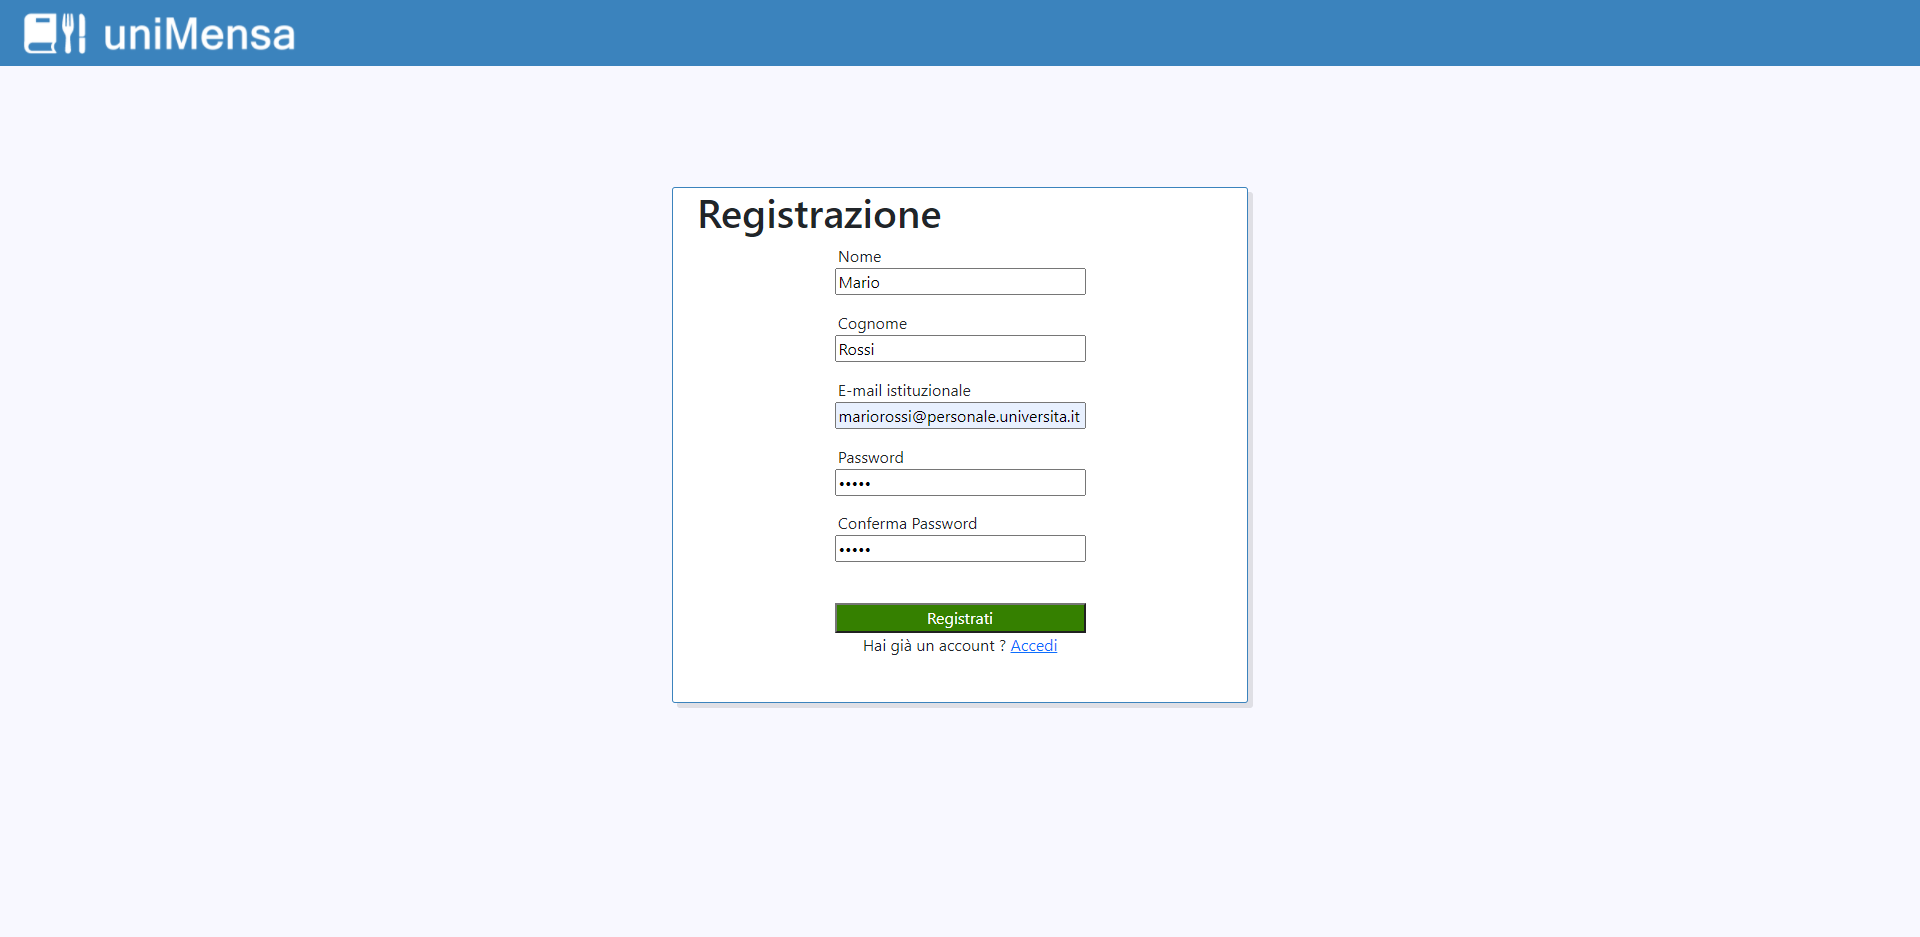 uniMensa
Registrazione
Nome
Mario
Cognome
Rossi
E-mail istituzionale
mariorossi@personale.universita.it
Password
•••••
Conferma Password
•••••
Registrati
Hai già un account ? Accedi